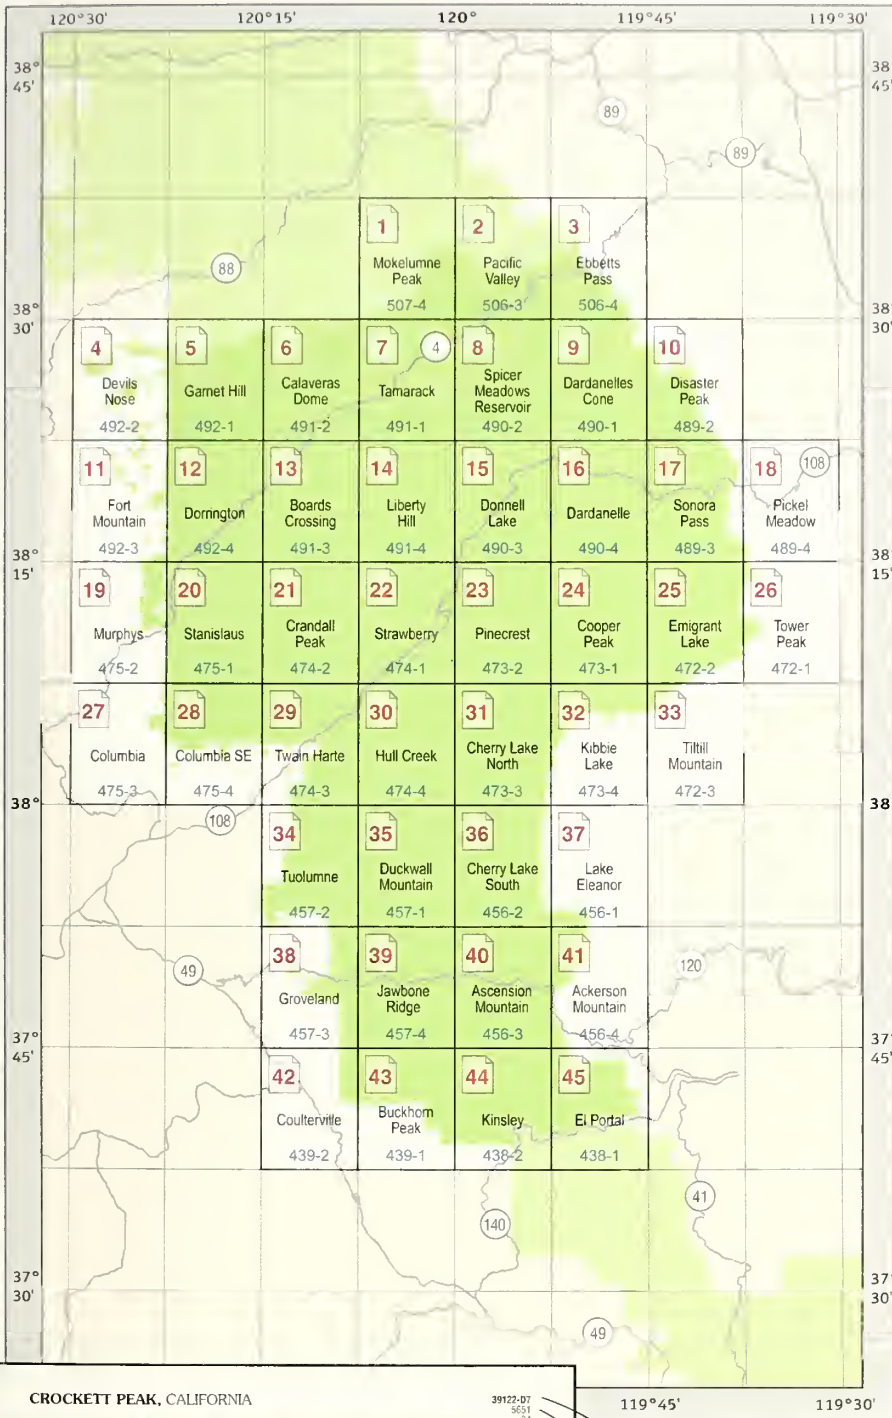 120°30' 120°15' 120° 119°45' 119°30'
38° 45' 38° 45'
89
89
1 2 3
Mokelumne Peak Pacific Valley Ebbetts Pass
88
507-4 506-3 506-4
38° 30' 38° 30'
4 5 6 7 4 8 9 10
Devils Nose Garnet Hill Calaveras Dome Tamarack Spicer Meadows Reservoir Dardanelles Cone Disaster Peak
492-2 492-1 491-2 491-1 490-2 490-1 489-2
11 12 13 14 15 16 17 18 108
Fort Mountain Dorrington Boards Crossing Liberty Hill Donnell Lake Dardanelle Sonora Pass Pickel Meadow
492-3 492-4 491-3 491-4 490-3 490-4 489-3 489-4
38° 15' 38° 15'
19 20 21 22 23 24 25 26
Murphys Stanislaus Crandall Peak Strawberry Pinecrest Cooper Peak Emigrant Lake Tower Peak
475-2 475-1 474-2 474-1 473-2 473-1 472-2 472-1
27 28 29 30 31 32 33
Columbia Columbia SE Twain Harte Hull Creek Cherry Lake North Kibbie Lake Tiltill Mountain
475-3 475-4 474-3 474-4 473-3 473-4 472-3
38° 38°
108
34 35 36 37
Tuolumne Duckwall Mountain Cherry Lake South Lake Eleanor
457-2 457-1 456-2 456-1
38 39 40 41
49 120
Groveland Jawbone Ridge Ascension Mountain Ackerson Mountain
457-3 457-4 456-3 456-4
37° 45' 37° 45'
42 43 44 45
Coulterville Buckhorn Peak Kinsley El Portal
439-2 439-1 438-2 438-1
41
140
37° 30' 37° 30'
49
CROCKETT PEAK, CALIFORNIA
39122-D7
5651
119°45' 119°30'